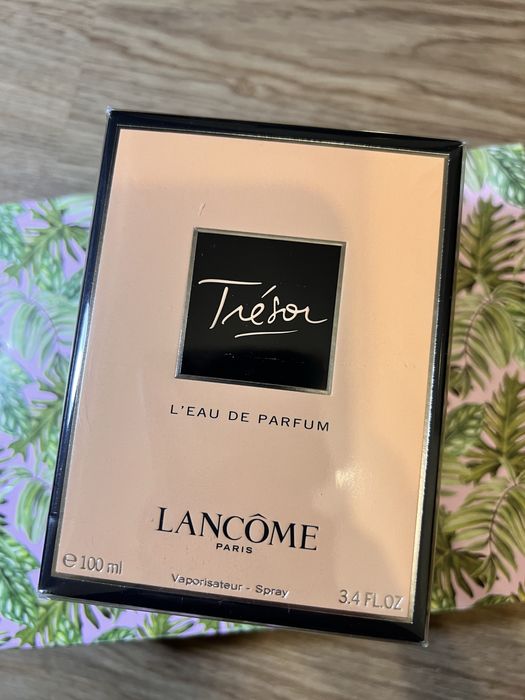 Trésor
L'EAU DE PARFUM
LANCÔME
PARIS
℮ 100 ml
Vaporisateur - Spray
3.4 FL.OZ